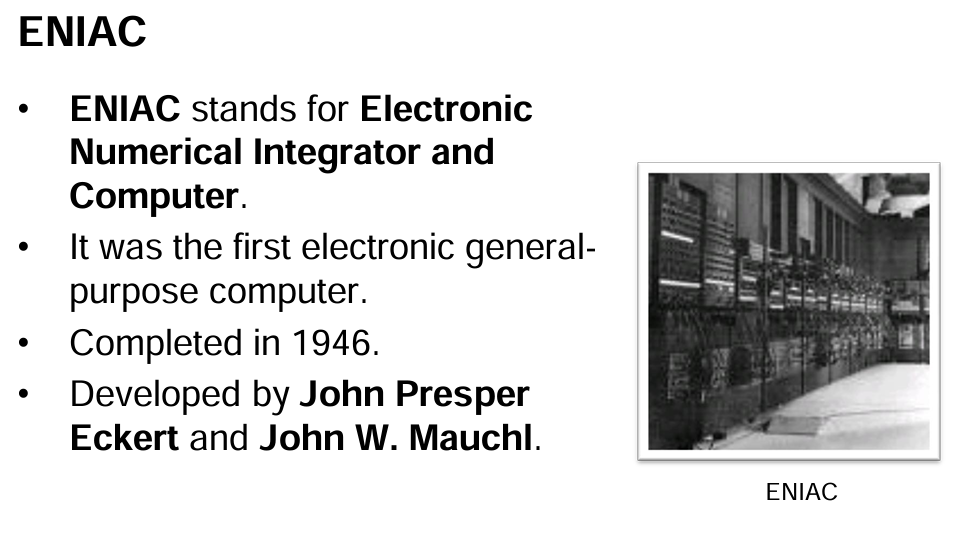 ENIAC
• ENIAC stands for Electronic
Numerical Integrator and
Computer.
• It was the first electronic general-
purpose computer.
• Completed in 1946.
• Developed by John Presper
Eckert and John W. Mauchl.
ENIAC